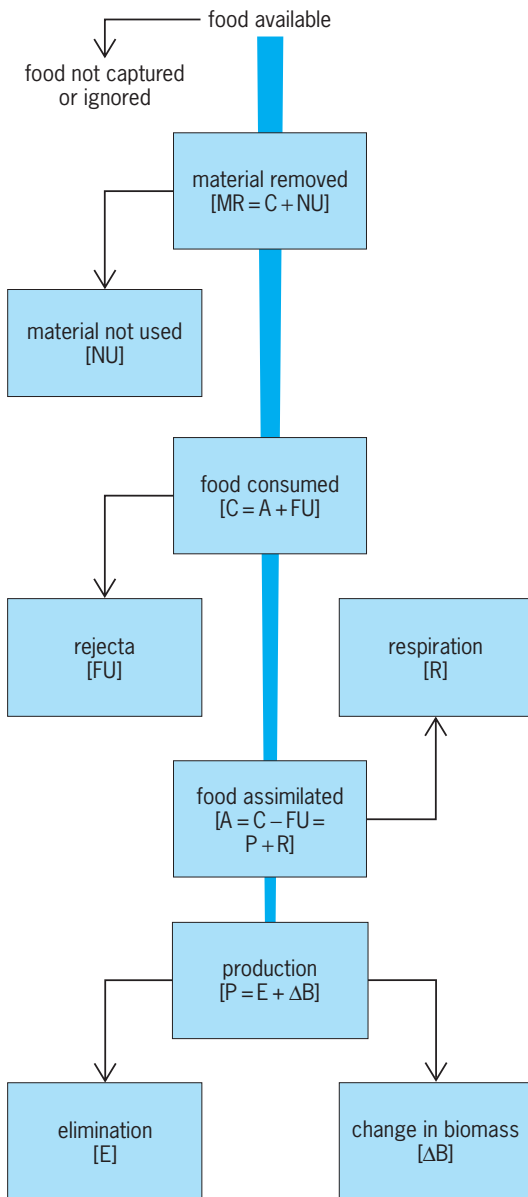 food available
food not captured
or ignored
material removed
[MR = C + NU]
material not used
[NU]
food consumed
[C = A + FU]
rejecta
[FU]
respiration
[R]
food assimilated
[A = C – FU =
P + R]
production
[P = E + ΔB]
elimination
[E]
change in biomass
[ΔB]